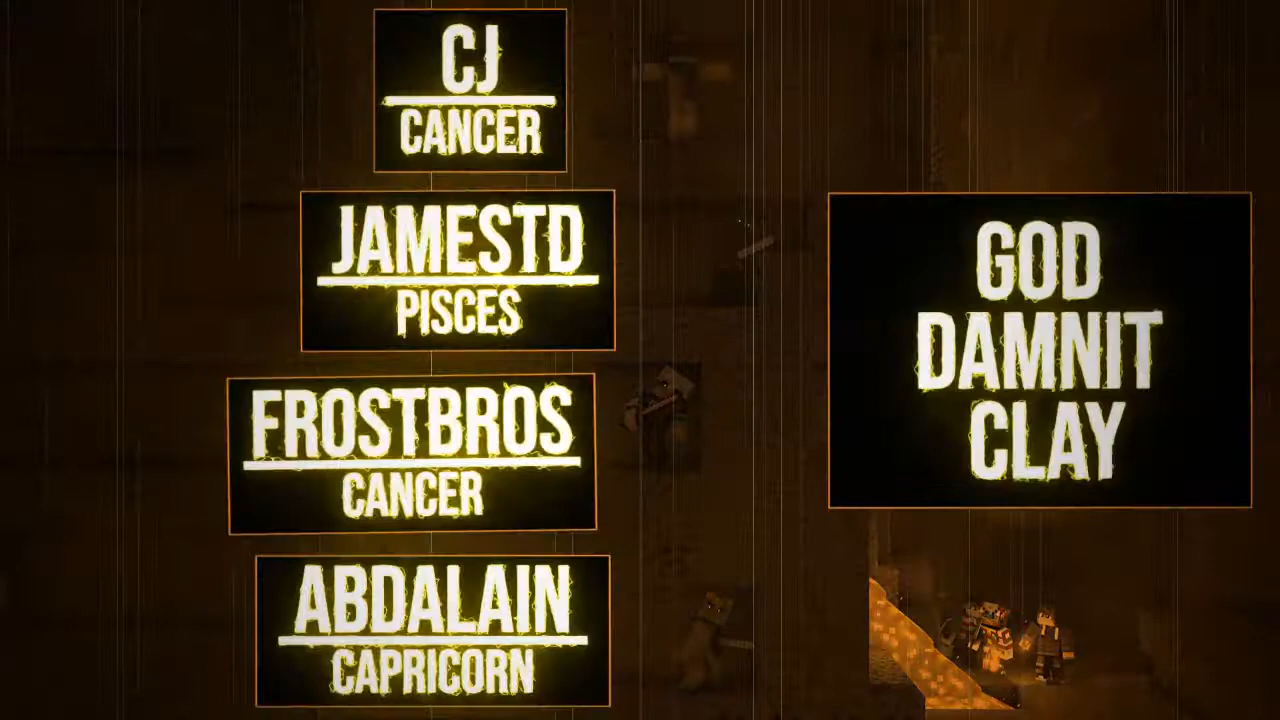 CJ
CANCER
JAMESTD
PISCES
FROSTBROS
CANCER
ABDALAIN
CAPRICORN
GOD
DAMNIT
CLAY